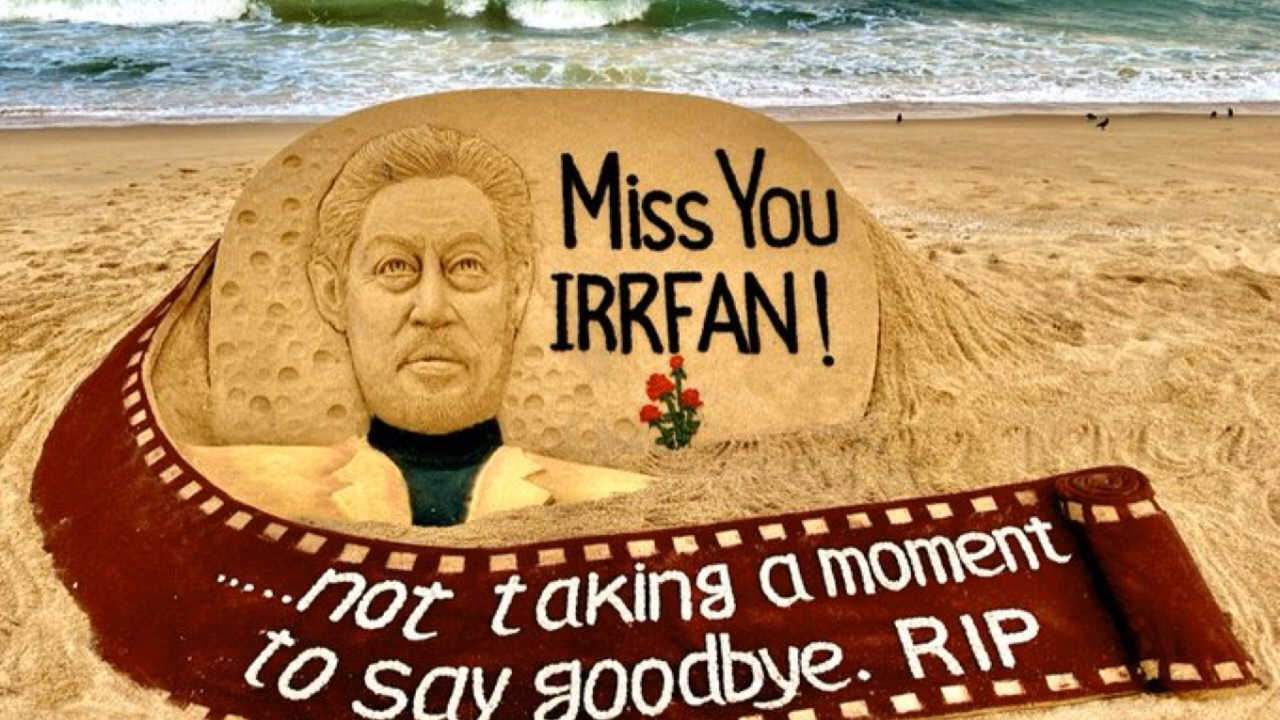 Miss You
IRRFAN!
.....not taking a moment
to say goodbye. RIP